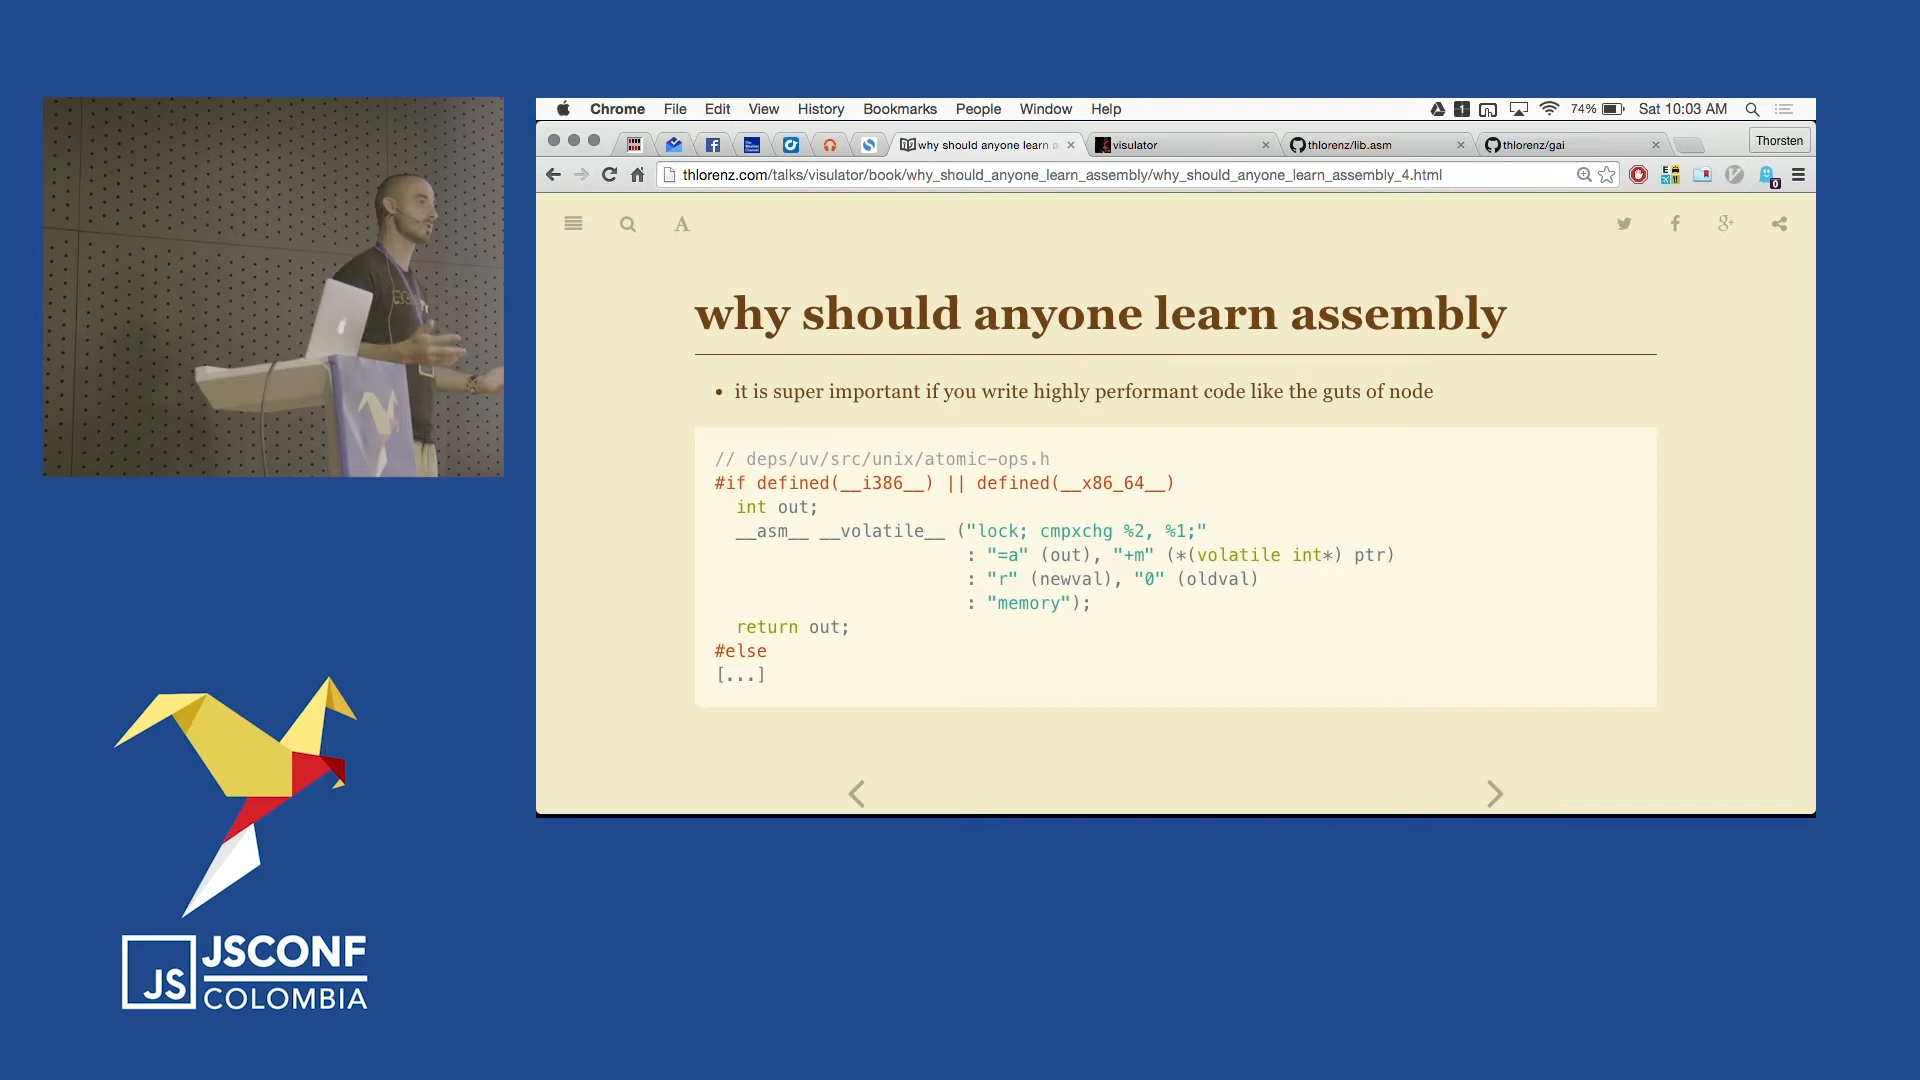 Chrome File Edit View History Bookmarks People Window Help 1 74% Sat 10:03 AM
why should anyone learn a visulator thlorenz/lib.asm thlorenz/gai Thorsten
thlorenz.com/talks/visulator/book/why_should_anyone_learn_assembly/why_should_anyone_learn_assembly_4.html 0
A 8+
why should anyone learn assembly
• it is super important if you write highly performant code like the guts of node
// deps/uv/src/unix/atomic-ops.h
#if defined(__i386__) || defined(__x86_64__)
int out;
__asm__ __volatile__ ("lock; cmpxchg %2, %1;"
: "=a" (out), "+m" (*(volatile int*) ptr)
: "r" (newval), "0" (oldval)
: "memory");
return out;
#else
[...]
JS JSCONF
COLOMBIA